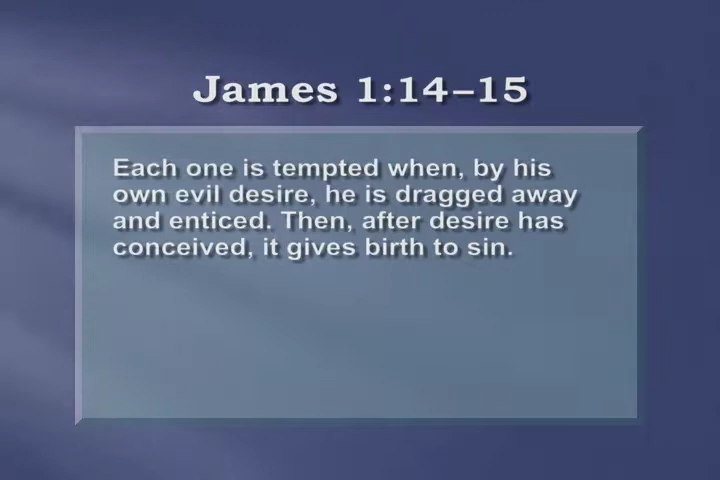 James 1:14–15
Each one is tempted when, by his
own evil desire, he is dragged away
and enticed. Then, after desire has
conceived, it gives birth to sin.